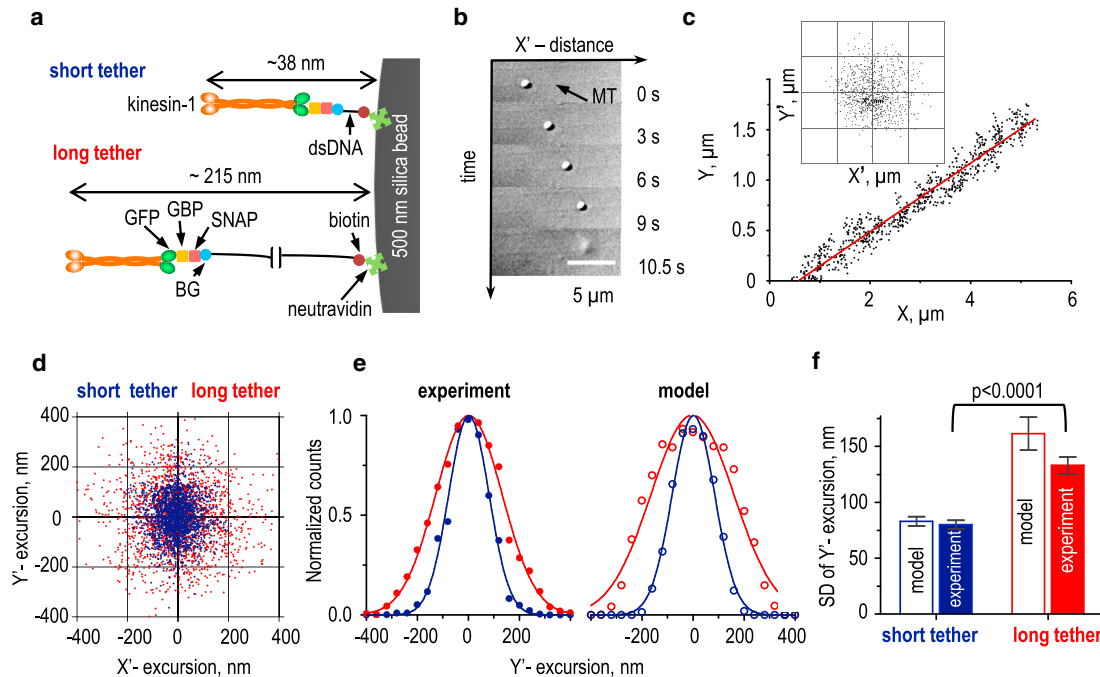 a
short tether
~38 nm
kinesin-1
dsDNA
long tether
~ 215 nm
GFP
GBP
SNAP
BG
biotin
neutravidin
500 nm silica bead
b
X' – distance
time
MT
0 s
3 s
6 s
9 s
10.5 s
5 µm
c
Y', µm
X', µm
Y, µm
1.5
1.0
0.5
0
0 2 4 6
X, µm
d
short tether long tether
Y'- excursion, nm
400
200
0
-200
-400
-400 -200 0 200 400
X'- excursion, nm
e
experiment
model
Normalized counts
1.0
0.5
0.0
-400 -200 0 200
-400 -200 0 200 400
Y'- excursion, nm
f
p<0.0001
SD of Y'- excursion, nm
150
100
50
0
model
experiment
model
experiment
short tether
long tether